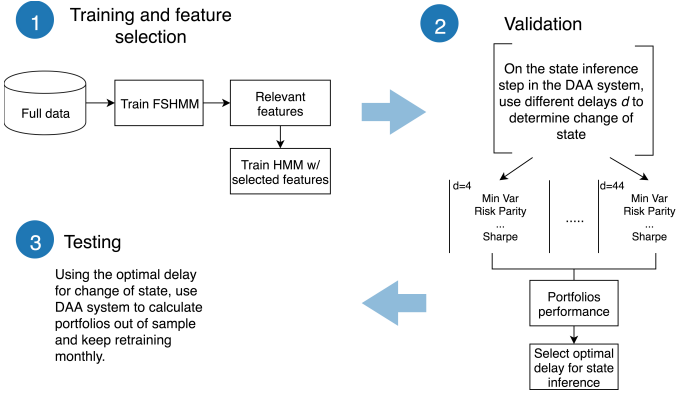 1
Training and feature
selection
Full data
Train FSHMM
Relevant
features
Train HMM w/
selected features
2
Validation
On the state inference
step in the DAA system,
use different delays d to
determine change of
state
d=4
Min Var
Risk Parity
...
Sharpe
.....
d=44
Min Var
Risk Parity
...
Sharpe
Portfolios
performance
Select optimal
delay for state
inference
3
Testing
Using the optimal delay
for change of state, use
DAA system to calculate
portfolios out of sample
and keep retraining
monthly.